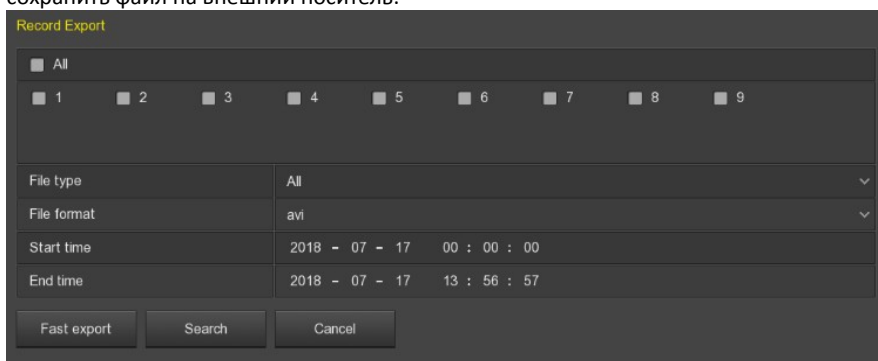 сохранить файл на внешний носитель.
Record Export
All
1 2 3 4 5 6 7 8 9
File type All
File format avi
Start time 2018 - 07 - 17 00 : 00 : 00
End time 2018 - 07 - 17 13 : 56 : 57
Fast export Search Cancel